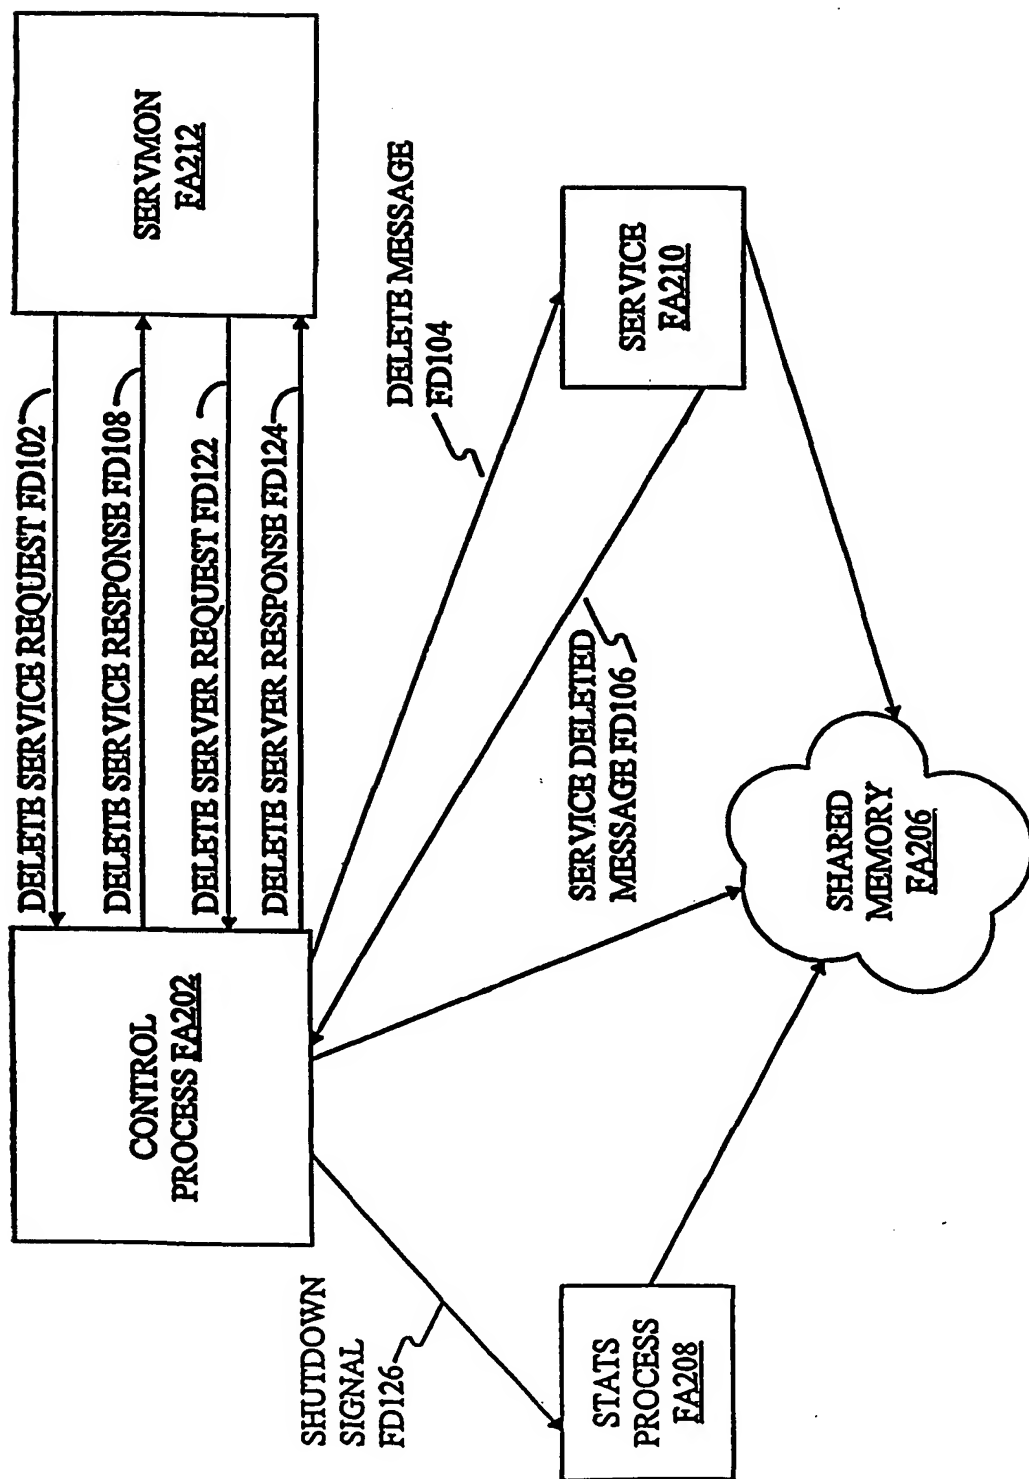 CONTROL
PROCESS FA202
DELETE SERVICE REQUEST FD102
DELETE SERVICE RESPONSE FD108
DELETE SERVER REQUEST FD122
DELETE SERVER RESPONSE FD124
SERVMON
FA212
SHUTDOWN
SIGNAL
FD126
DELETE MESSAGE
FD104
SERVICE DELETED
MESSAGE FD106
STATS
PROCESS
FA208
SHARED
MEMORY
FA206
SERVICE
FA210